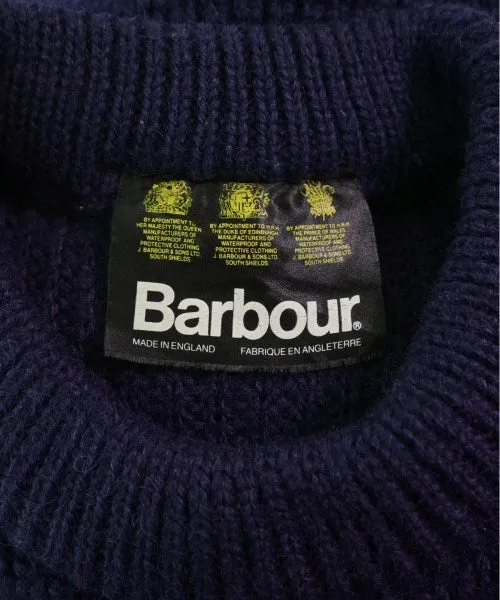 BY APPOINTMENT TO
HER MAJESTY THE QUEEN
MANUFACTURERS OF
WATERPROOF AND
PROTECTIVE CLOTHING
J. BARBOUR & SONS LTD.
SOUTH SHIELDS
BY APPOINTMENT TO H.R.H.
THE DUKE OF EDINBURGH
MANUFACTURERS OF
WATERPROOF AND
PROTECTIVE CLOTHING
J. BARBOUR & SONS LTD.
SOUTH SHIELDS
BY APPOINTMENT TO H.R.H.
THE PRINCE OF WALES
MANUFACTURERS OF
WATERPROOF AND
PROTECTIVE CLOTHING
J. BARBOUR & SONS LTD
SOUTH SHIELDS
Barbour®
MADE IN ENGLAND FABRIQUE EN ANGLETERRE